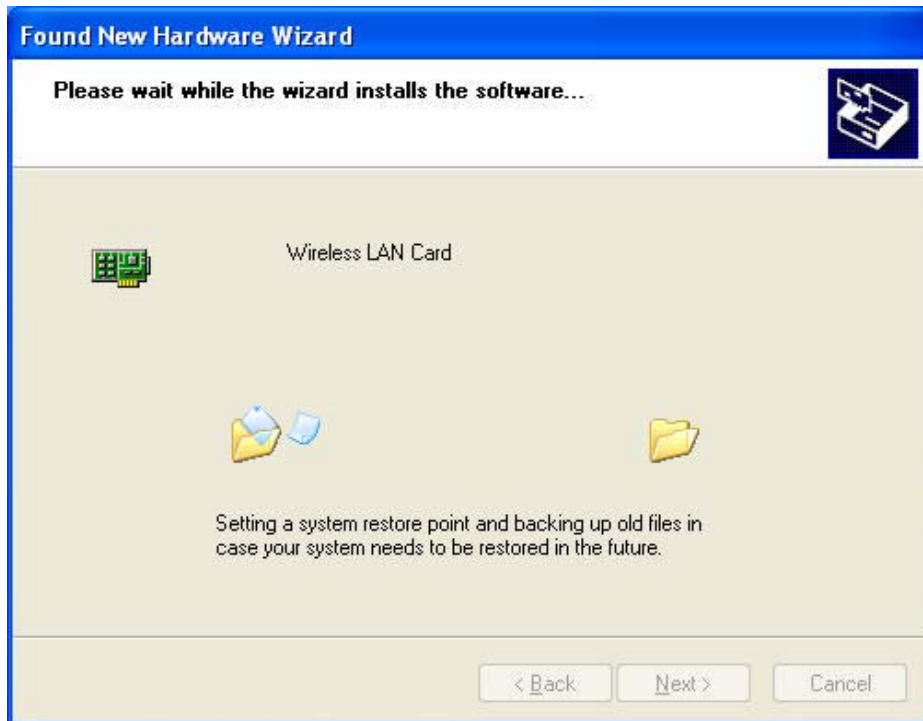 Found New Hardware Wizard
Please wait while the wizard installs the software...
Wireless LAN Card
Setting a system restore point and backing up old files in
case your system needs to be restored in the future.
< Back
Next >
Cancel